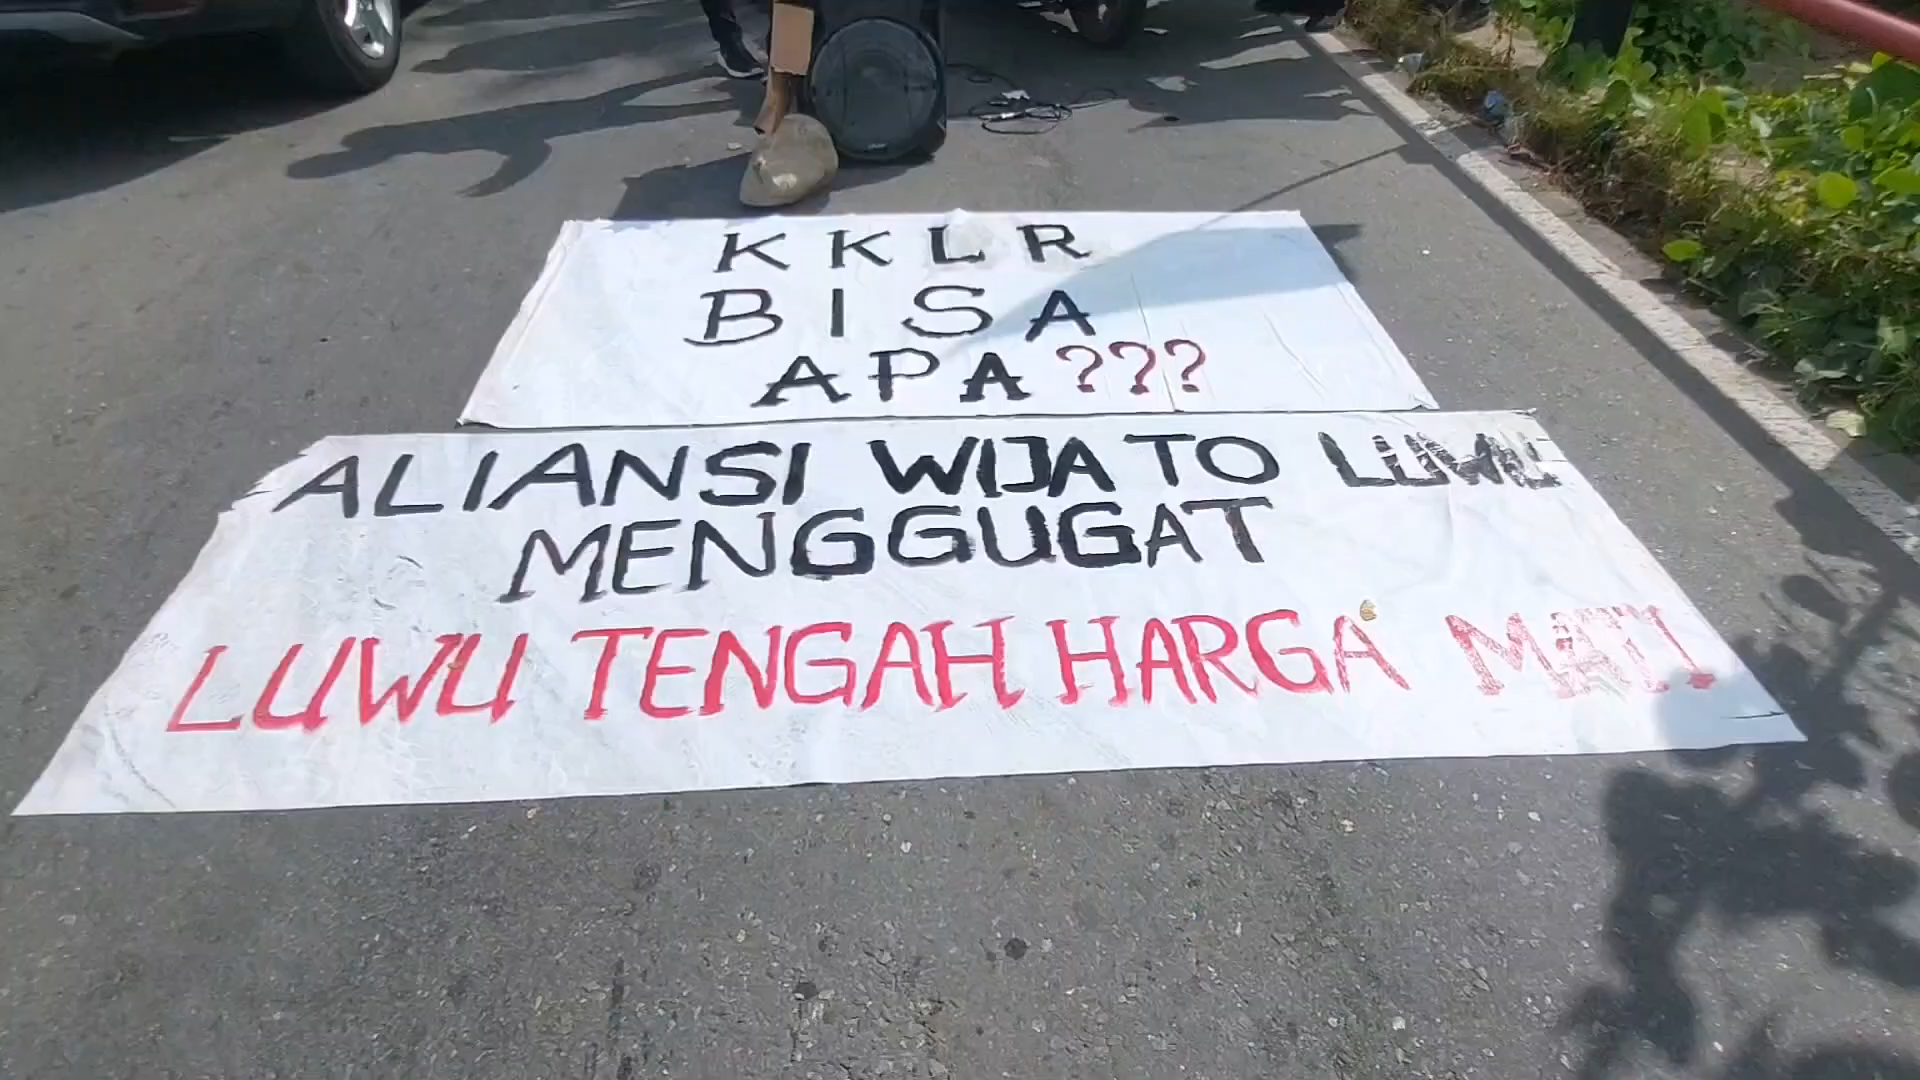 KKLR
BISA
APA???
ALIANSI WIJA TO LUWU
MENGGUGAT
LUWU TENGAH HARGA MATI